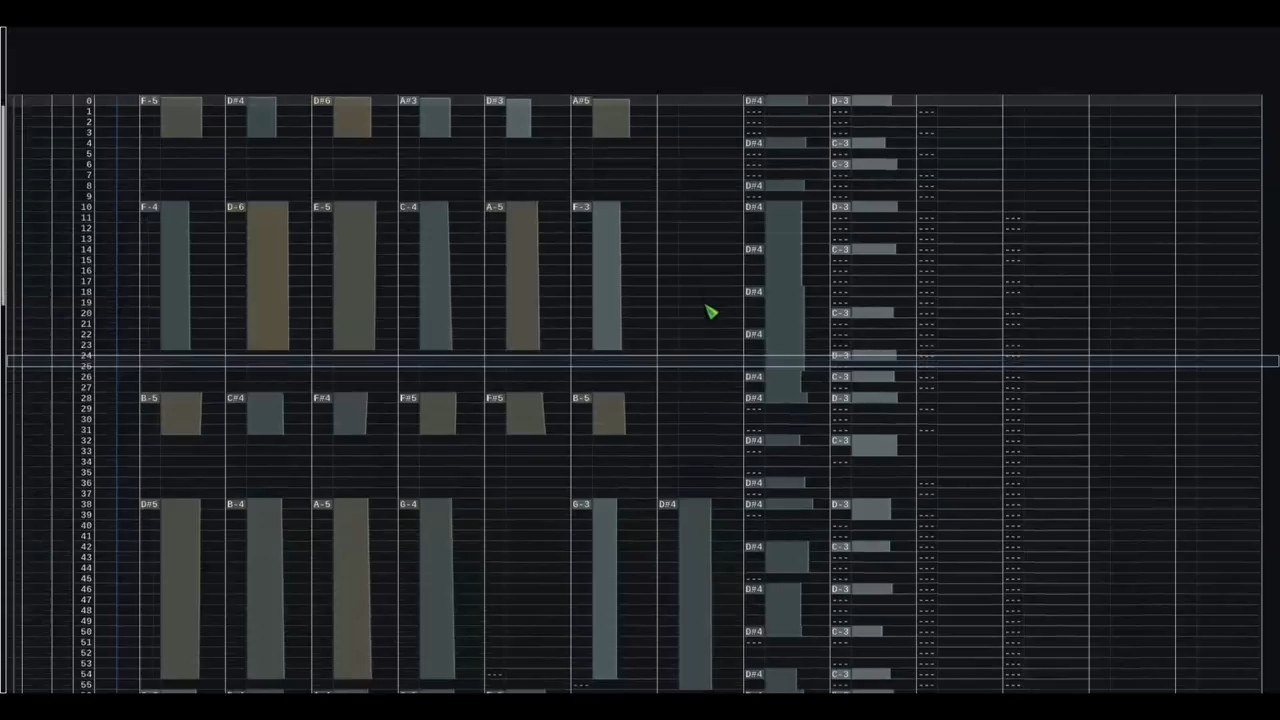 0 F-5 D#4 D#6 A#3 D#3 A#5 D#4 D-3
1 --- --- ---
2 --- ---
3 --- --- ---
4 D#4 C-3
5 --- --- ---
6 --- C-3
7 --- --- ---
8 D#4 ---
9 --- --- ---
10 F-4 D-6 E-5 C-4 A-5 F-3 D#4 D-3
11 --- --- ---
12 --- --- ---
13 --- ---
14 D#4 C-3 ---
15 --- --- ---
16 --- ---
17 --- ---
18 D#4 --- --- ---
19 --- ---
20 C-3 ---
21 --- --- ---
22 D#4 --- ---
23 --- --- ---
24 D-3 ---
25
26 D#4 C-3 ---
27 --- ---
28 B-5 C#4 F#4 F#5 F#5 B-5 D#4 D-3
29 --- --- --- ---
30 --- ---
31 --- --- --- ---
32 D#4 C-3 ---
33 --- ---
34 --- ---
35 --- ---
36 D#4 --- ---
37 --- --- ---
38 D#5 B-4 A-5 G-4 G-3 D#4 D#4 D-3
39 --- --- ---
40 --- --- ---
41 --- --- ---
42 D#4 C-3 --- ---
43 --- --- ---
44 --- --- ---
45 --- --- ---
46 D#4 D-3 --- ---
47 --- --- ---
48 --- --- ---
49 --- --- ---
50 D#4 C-3 --- ---
51 --- --- ---
52 --- ---
53 --- --- ---
54 --- D#4 C-3 --- ---
55 --- --- --- ---